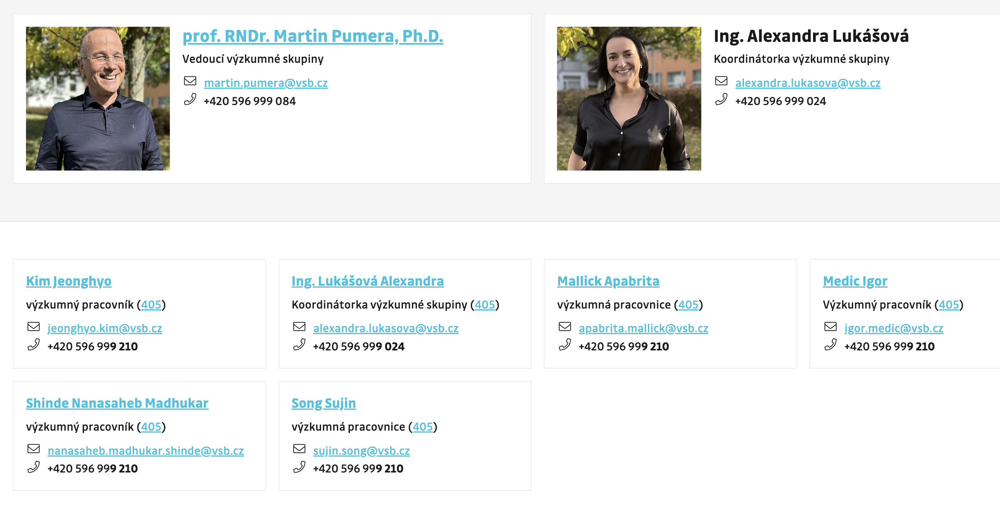 prof. RNDr. Martin Pumera, Ph.D.
Vedoucí výzkumné skupiny
martin.pumera@vsb.cz
+420 596 999 084
Ing. Alexandra Lukášová
Koordinátorka výzkumné skupiny
alexandra.lukasova@vsb.cz
+420 596 999 024
Kim Jeonghyo
výzkumný pracovník (405)
jeonghyo.kim@vsb.cz
+420 596 999 210
Ing. Lukášová Alexandra
Koordinátorka výzkumné skupiny (405)
alexandra.lukasova@vsb.cz
+420 596 999 024
Mallick Apabrita
výzkumná pracovnice (405)
apabrita.mallick@vsb.cz
+420 596 999 210
Medic Igor
Výzkumný pracovník (405)
igor.medic@vsb.cz
+420 596 999 210
Shinde Nanasaheb Madhukar
výzkumný pracovník (405)
nanasaheb.madhukar.shinde@vsb.cz
+420 596 999 210
Song Sujin
výzkumná pracovnice (405)
sujin.song@vsb.cz
+420 596 999 210